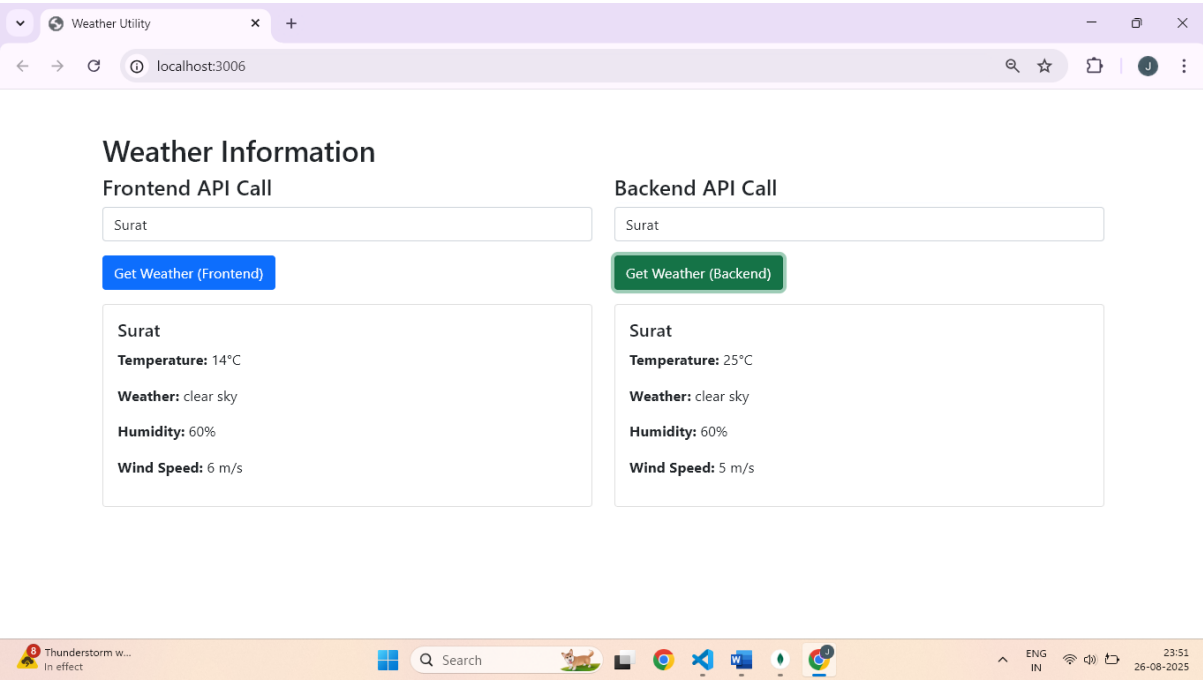 Weather Utility
localhost:3006
J
Weather Information
Frontend API Call
Surat
Get Weather (Frontend)
Surat
Temperature: 14°C
Weather: clear sky
Humidity: 60%
Wind Speed: 6 m/s
Backend API Call
Surat
Get Weather (Backend)
Surat
Temperature: 25°C
Weather: clear sky
Humidity: 60%
Wind Speed: 5 m/s
8
Thunderstorm w...
In effect
Search
W
J
ENG
IN
23:51
26-08-2025